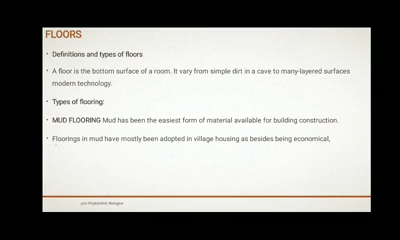 FLOORS
• Definitions and types of floors
• A floor is the bottom surface of a room. It vary from simple dirt in a cave to many-layered surfaces
modern technology.
• Types of flooring:
• MUD FLOORING Mud has been the easiest form of material available for building construction.
• Floorings in mud have mostly been adopted in village housing as besides being economical,